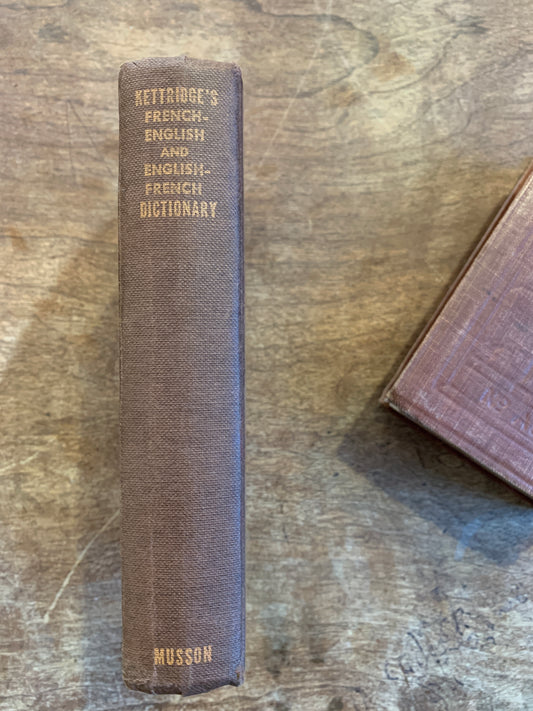 KETTRIDGE'S
FRENCH-
ENGLISH
AND
ENGLISH-
FRENCH
DICTIONARY
MUSSON